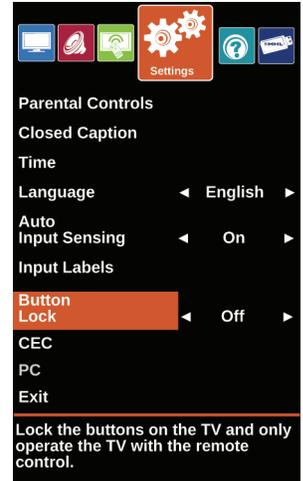 Settings
Parental Controls
Closed Caption
Time
Language ◄ English ►
Auto
Input Sensing ◄ On ►
Input Labels
Button
Lock ◄ Off ►
CEC
PC
Exit
Lock the buttons on the TV and only
operate the TV with the remote
control.